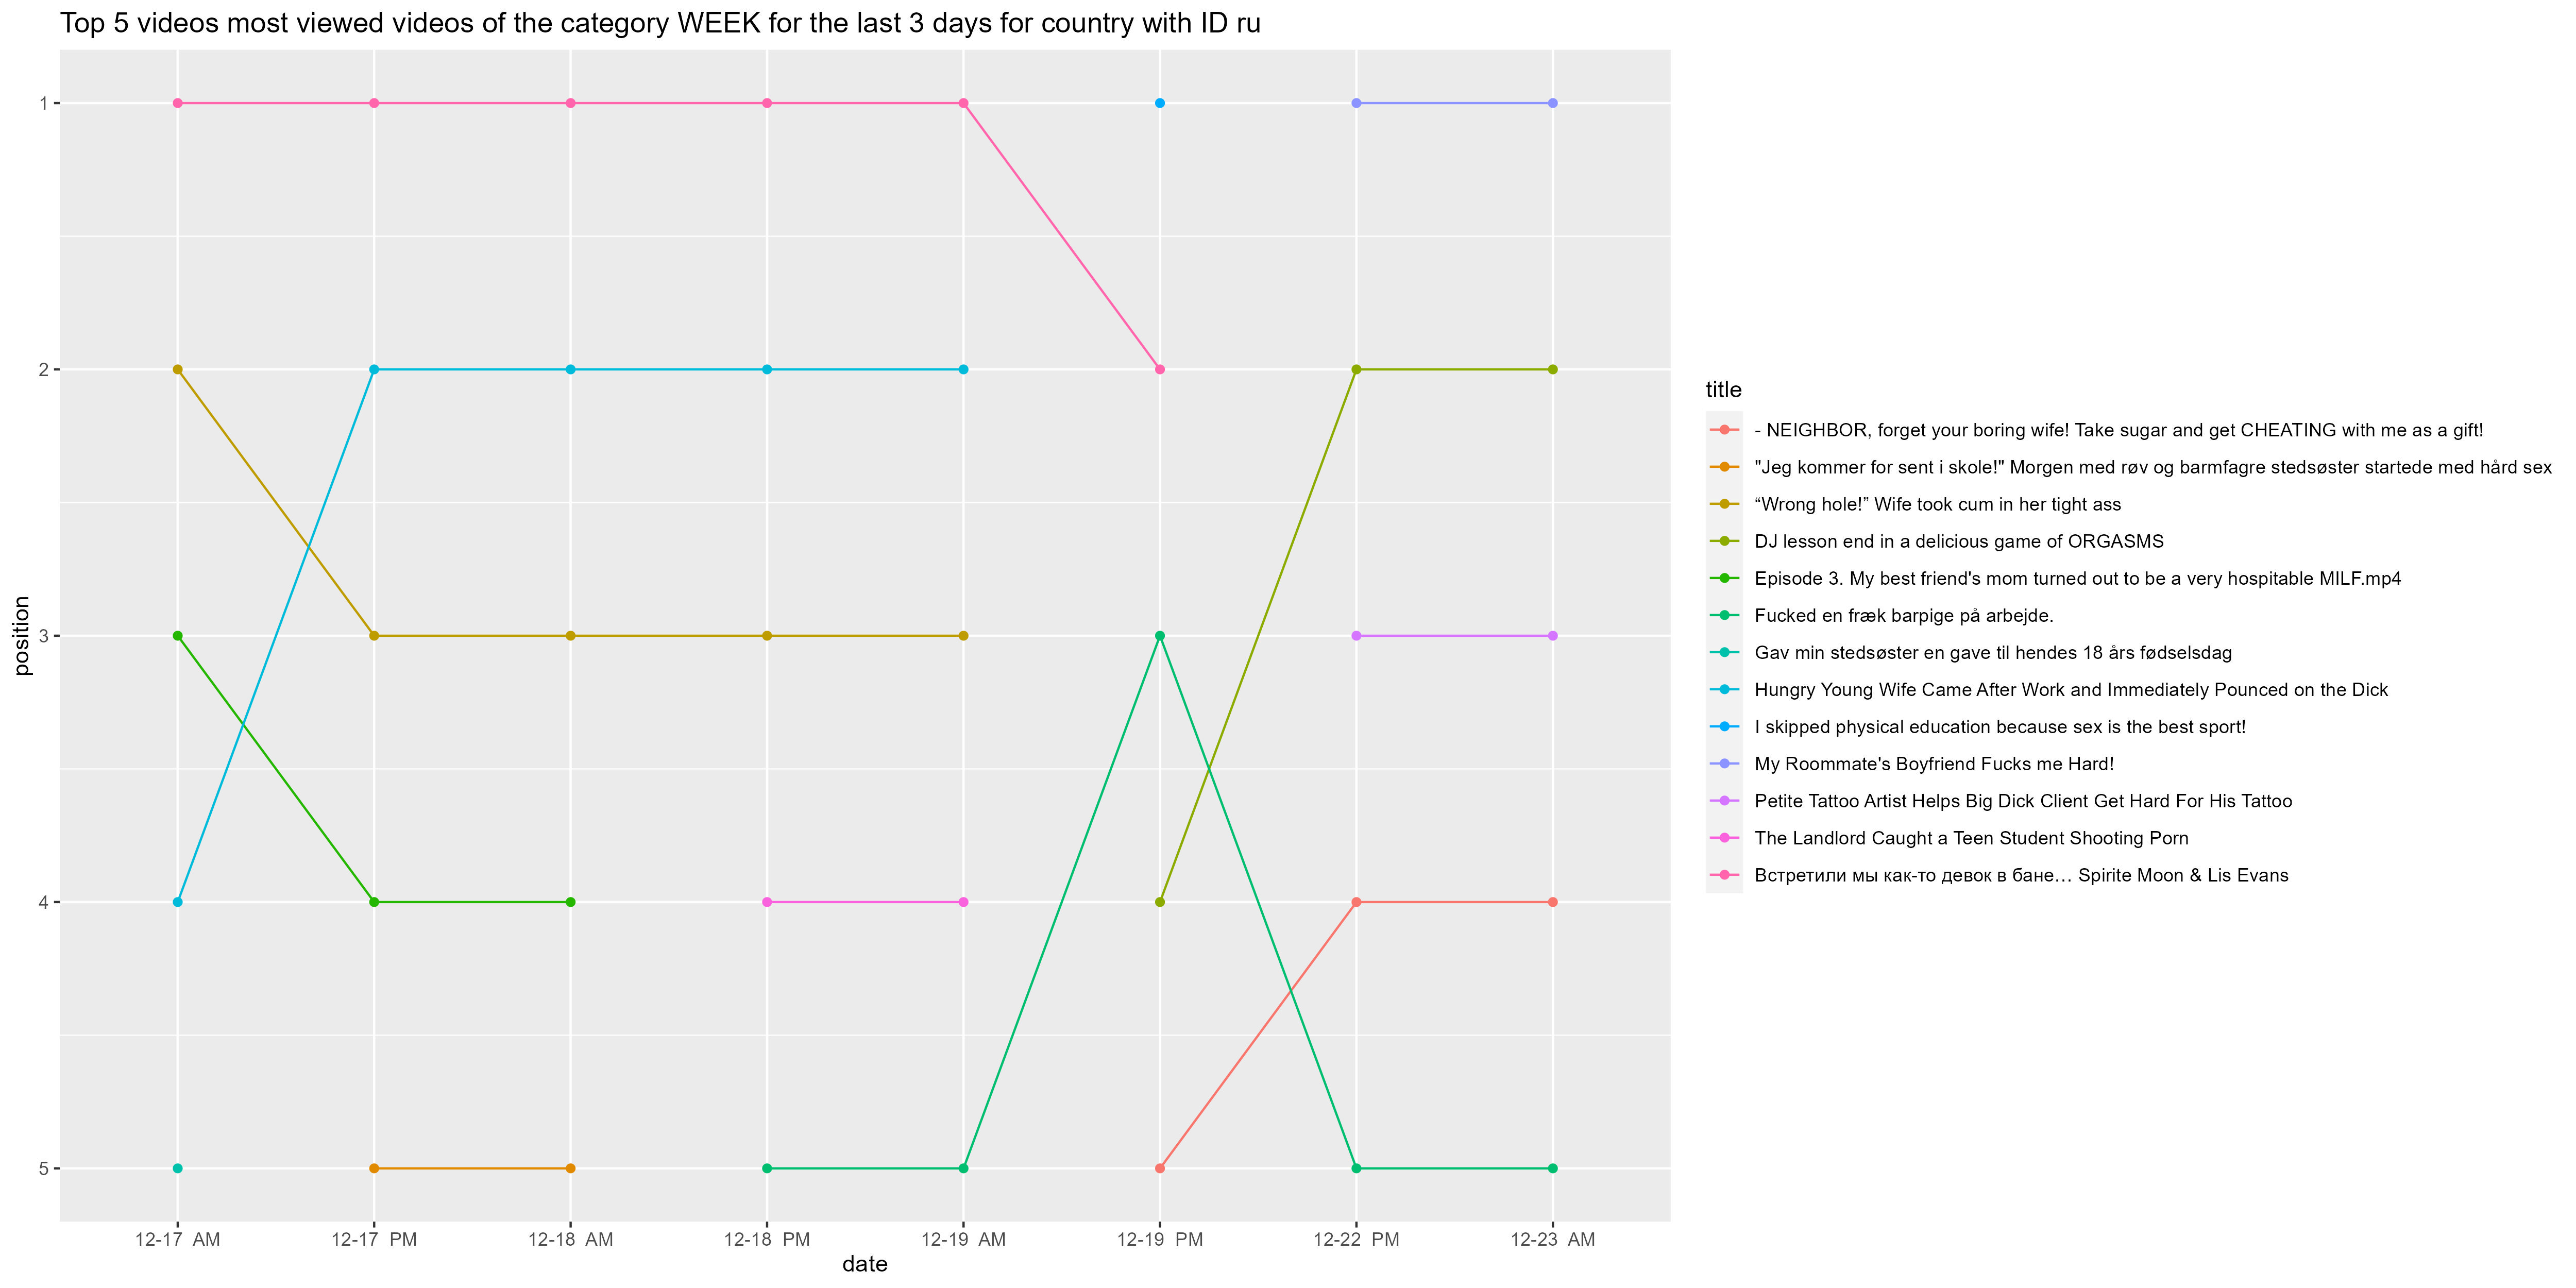 Top 5 videos most viewed videos of the category WEEK for the last 3 days for country with ID ru
position
1
2
3
4
5
12-17 AM
12-17 PM
12-18 AM
12-18 PM
12-19 AM
12-19 PM
12-22 PM
12-23 AM
date
title
- NEIGHBOR, forget your boring wife! Take sugar and get CHEATING with me as a gift!
"Jeg kommer for sent i skole!" Morgen med røv og barmfagre stedsøster startede med hård sex
“Wrong hole!” Wife took cum in her tight ass
DJ lesson end in a delicious game of ORGASMS
Episode 3. My best friend's mom turned out to be a very hospitable MILF.mp4
Fucked en fræk barpige på arbejde.
Gav min stedsøster en gave til hendes 18 års fødselsdag
Hungry Young Wife Came After Work and Immediately Pounced on the Dick
I skipped physical education because sex is the best sport!
My Roommate's Boyfriend Fucks me Hard!
Petite Tattoo Artist Helps Big Dick Client Get Hard For His Tattoo
The Landlord Caught a Teen Student Shooting Porn
Встретили мы как-то девок в бане… Spirite Moon & Lis Evans